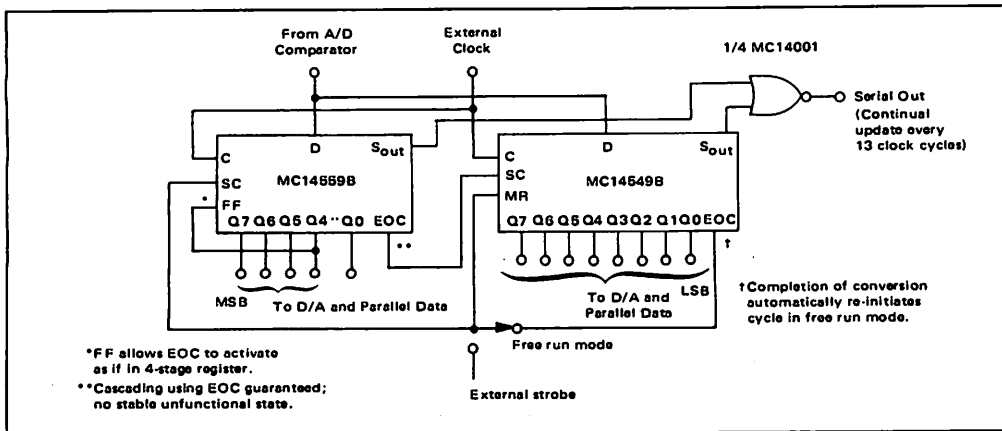 From A/D
Comparator
External
Clock
1/4 MC14001
Serial Out
(Continual
update every
13 clock cycles)
C
D
Sout
SC
MC14559B
*
FF
Q7 Q6 Q5 Q4 ** Q0 EOC
**
C
D
Sout
SC
MC14549B
MR
Q7 Q6 Q5 Q4 Q3 Q2 Q1 Q0 EOC
†
MSB
To D/A and Parallel Data
To D/A and
Parallel Data
LSB
†Completion of conversion
automatically re-initiates
cycle in free run mode.
Free run mode
External strobe
*FF allows EOC to activate
as if in 4-stage register.
**Cascading using EOC guaranteed;
no stable unfunctional state.